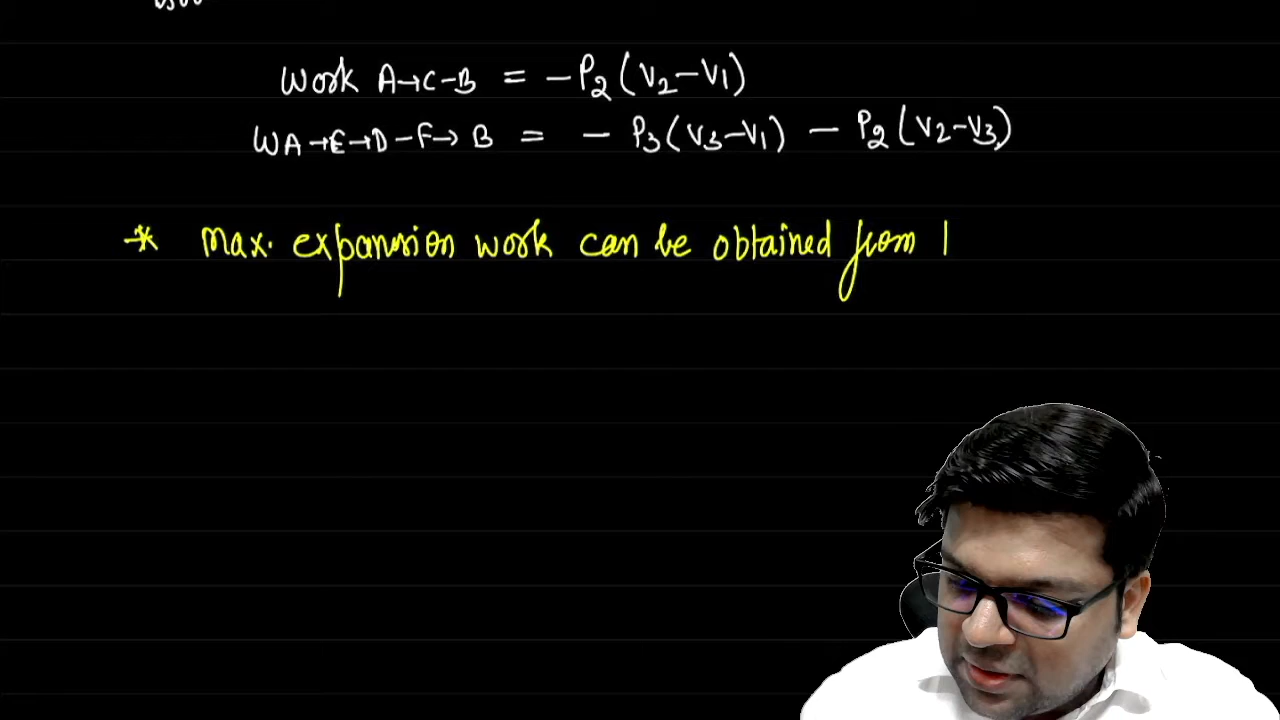 Work A→C-B = -P₂(V₂-V₁)
WA→E→D-F→B = - P₃(V₃-V₁) - P₂(V₂-V₃)
* Max. expansion work can be obtained from